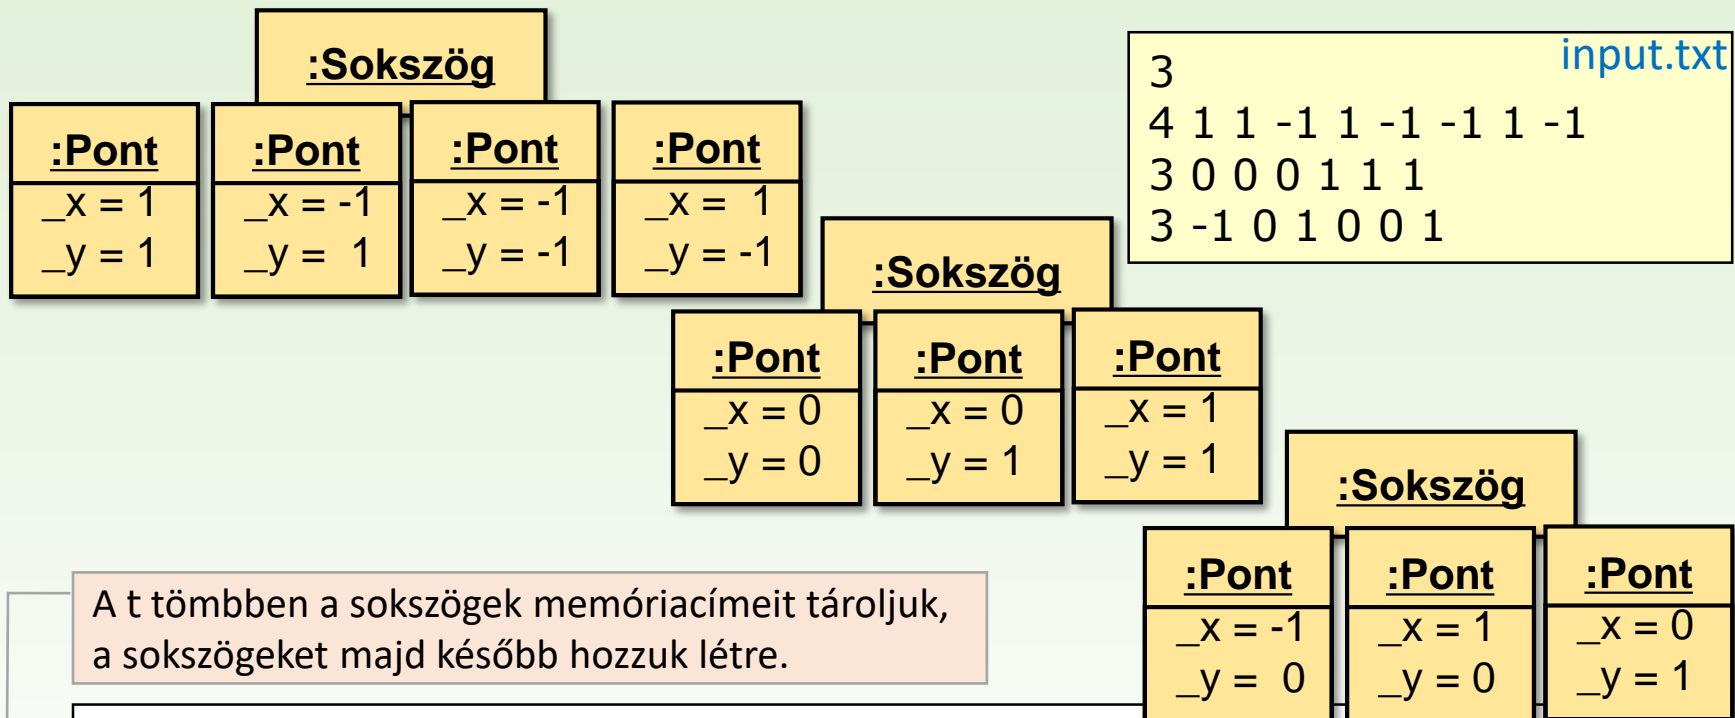 :Sokszög
:Pont
_x = 1
_y = 1
:Pont
_x = -1
_y = 1
:Pont
_x = -1
_y = -1
:Pont
_x = 1
_y = -1
input.txt
3
4 1 1 -1 1 -1 -1 1 -1
3 0 0 0 1 1 1
3 -1 0 1 0 0 1
:Sokszög
:Pont
_x = 0
_y = 0
:Pont
_x = 0
_y = 1
:Pont
_x = 1
_y = 1
:Sokszög
:Pont
_x = -1
_y = 0
:Pont
_x = 1
_y = 0
:Pont
_x = 0
_y = 1
A t tömbben a sokszögek memóriacímeit tároljuk,
a sokszögeket majd később hozzuk létre.